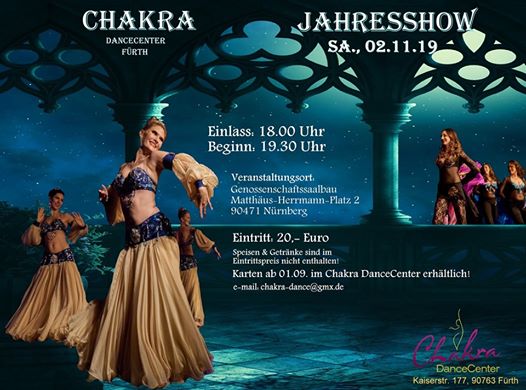 CHAKRA
DANCECENTER
FÜRTH
JAHRESSHOW
SA., 02.11.19
Einlass: 18.00 Uhr
Beginn: 19.30 Uhr
Veranstaltungsort:
Genossenschaftssaalbau
Matthäus-Herrmann-Platz 2
90471 Nürnberg
Eintritt: 20,- Euro
Speisen & Getränke sind im
Eintrittspreis nicht enthalten!
Karten ab 01.09. im Chakra DanceCenter erhältlich!
e-mail: chakra-dance@gmx.de
Chakra
DanceCenter
Kaiserstr. 177, 90763 Fürth